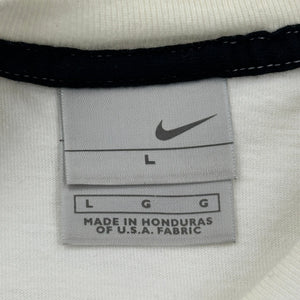 L
L G G
MADE IN HONDURAS
OF U.S.A. FABRIC